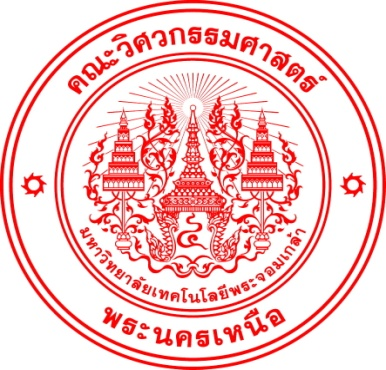 คณะวิศวกรรมศาสตร์
๔
มหาวิทยาลัยเทคโนโลยีพระจอมเกล้า
พระนครเหนือ